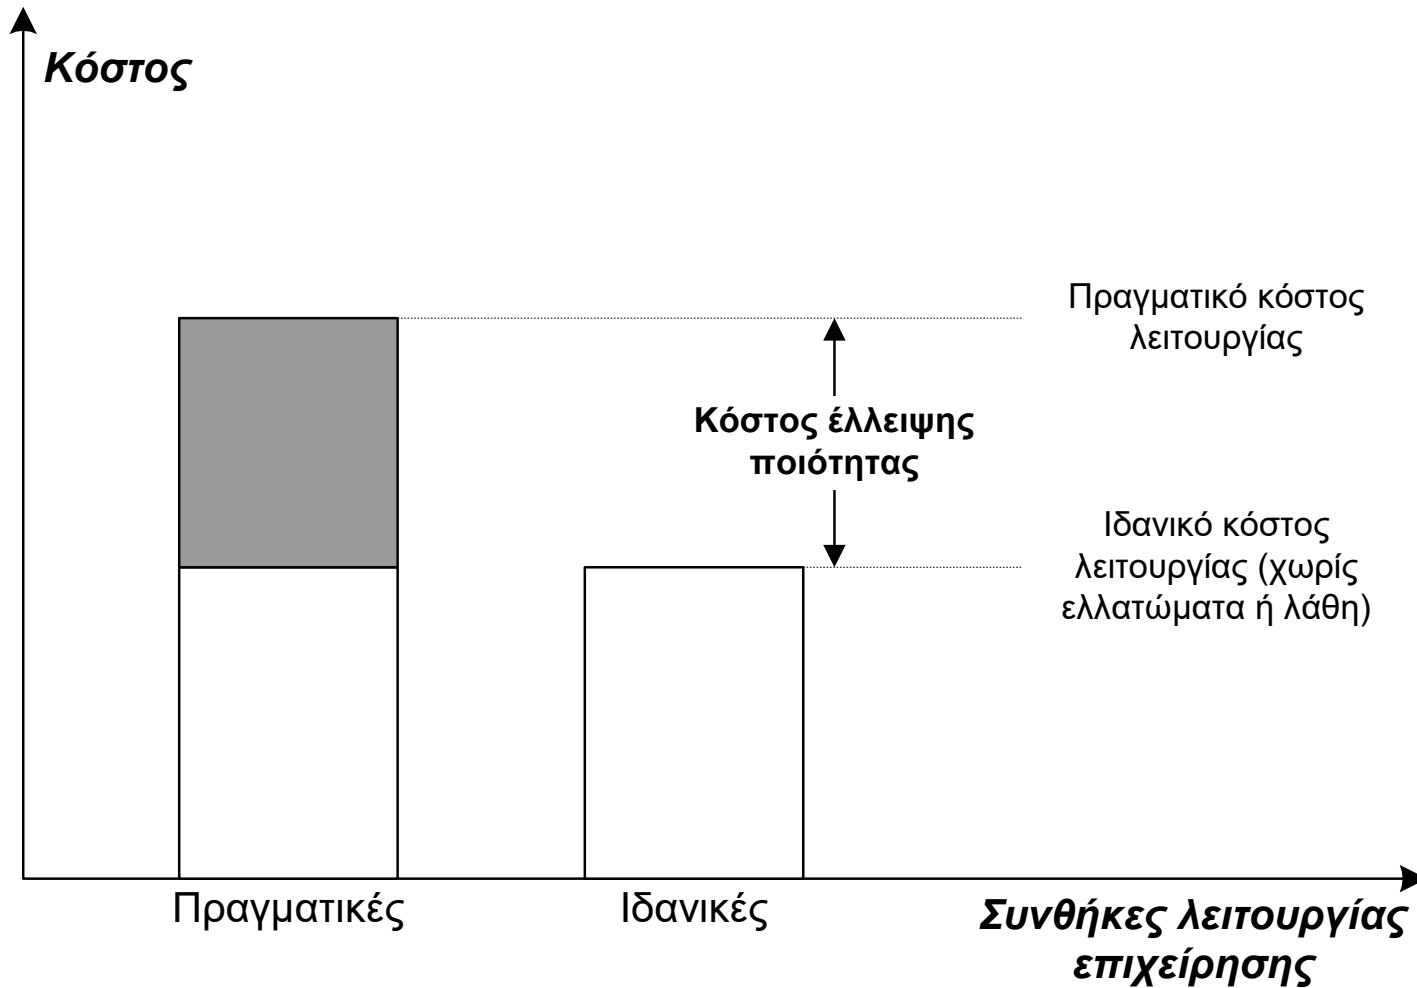 Κόστος
Πραγματικό κόστος
λειτουργίας
Κόστος έλλειψης
ποιότητας
Ιδανικό κόστος
λειτουργίας (χωρίς
ελλατώματα ή λάθη)
Πραγματικές
Ιδανικές
Συνθήκες λειτουργίας
επιχείρησης